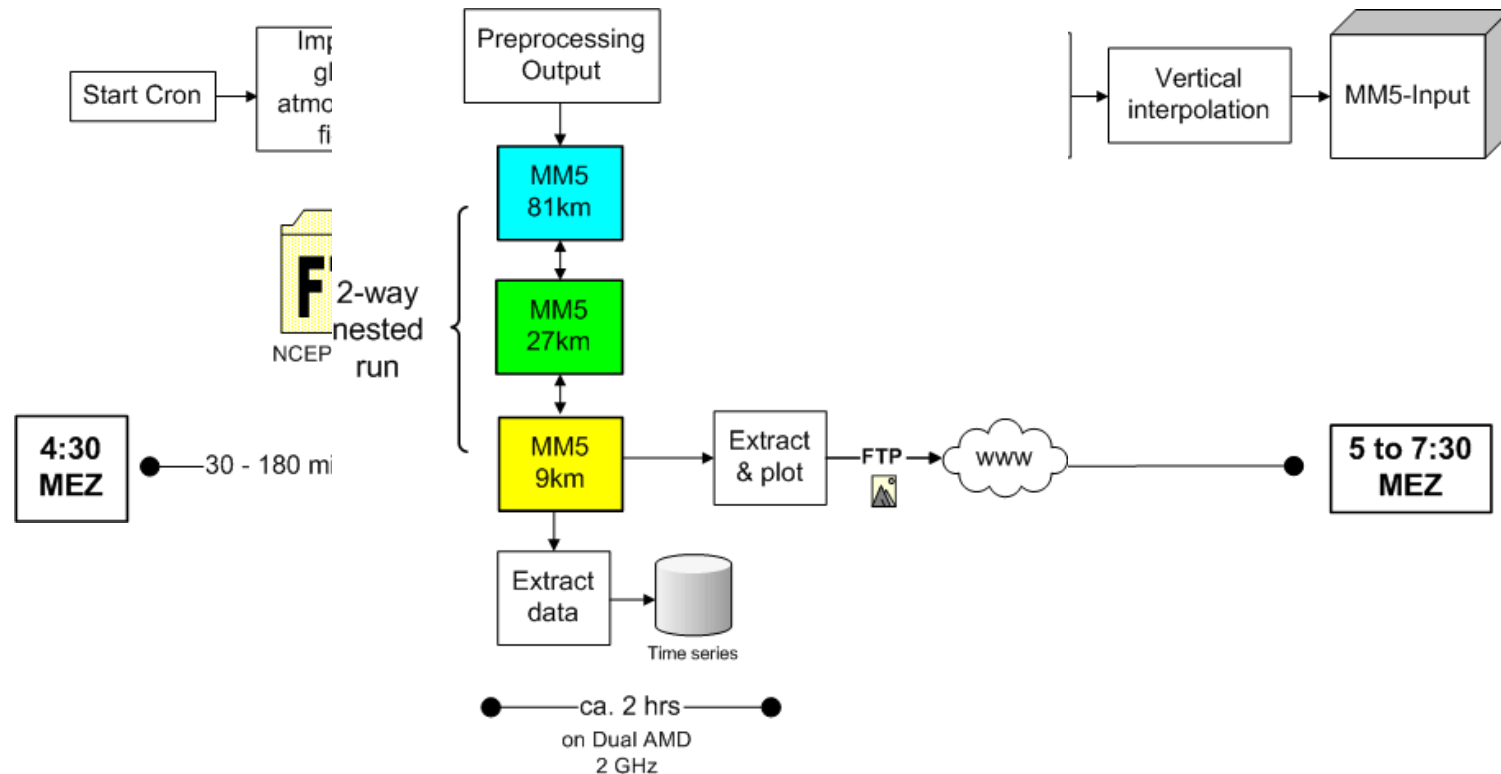 Start Cron
Preprocessing
Output
Vertical
interpolation
MM5-Input
MM5
81km
2-way
nested
run
MM5
27km
NCEP
4:30
MEZ
30 - 180
MM5
9km
Extract
& plot
FTP
www
5 to 7:30
MEZ
Extract
data
Time series
ca. 2 hrs
on Dual AMD
2 GHz